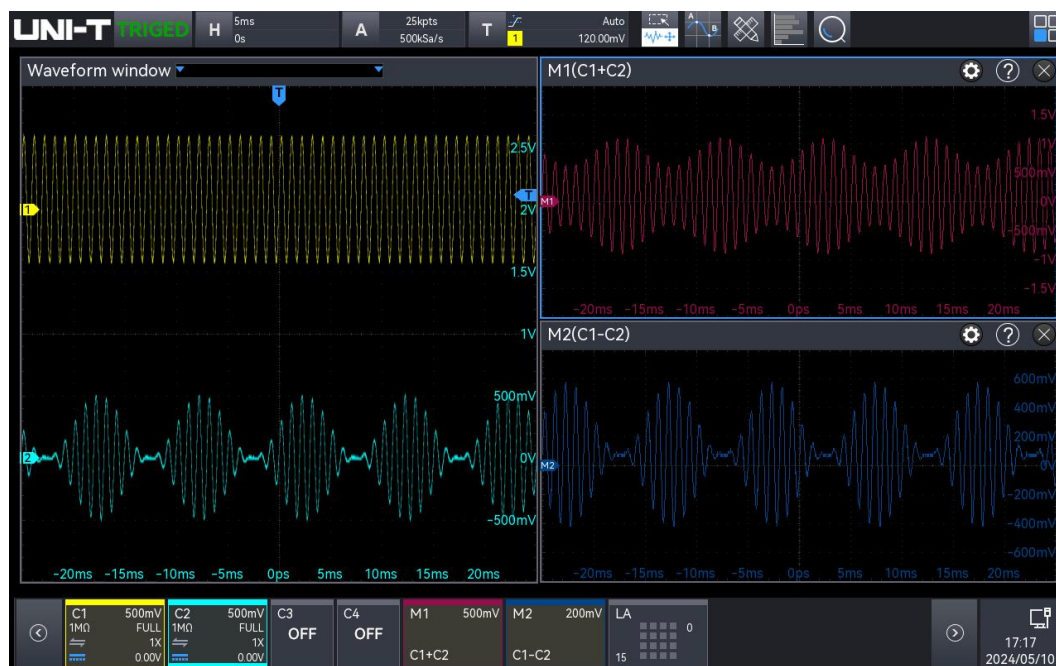 UNI-T TRIGED H 5ms 0s A 25kpts 500kSa/s T 1 Auto 120.00mV A B
Waveform window
T
2.5V
T
1
2V
1.5V
1V
500mV
2
0V
-500mV
-20ms -15ms -10ms -5ms 0ps 5ms 10ms 15ms 20ms
M1(C1+C2) ?
1.5V
1V
500mV
M1
0V
-500mV
-1V
-1.5V
-20ms -15ms -10ms -5ms 0ps 5ms 10ms 15ms 20ms
M2(C1-C2) ?
600mV
400mV
200mV
M2
0V
-200mV
-400mV
-600mV
-20ms -15ms -10ms -5ms 0ps 5ms 10ms 15ms 20ms
C1 500mV
1MΩ FULL
1X
0.00V
C2 500mV
1MΩ FULL
1X
0.00V
C3
OFF
C4
OFF
M1 500mV
C1+C2
M2 200mV
C1-C2
LA
0
15
17:17
2024/05/10